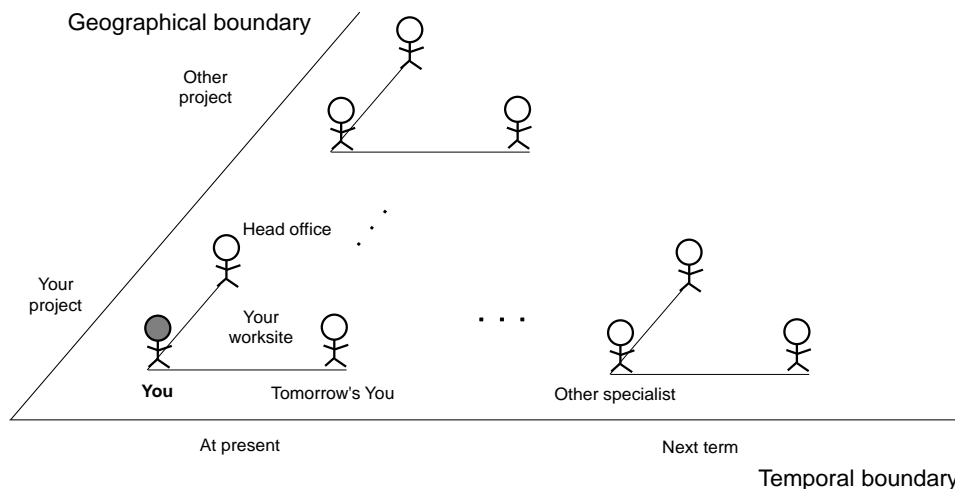 Geographical boundary
Other
project
Head office
Your
project
Your
worksite
You
Tomorrow's You
Other specialist
At present
Next term
Temporal boundary